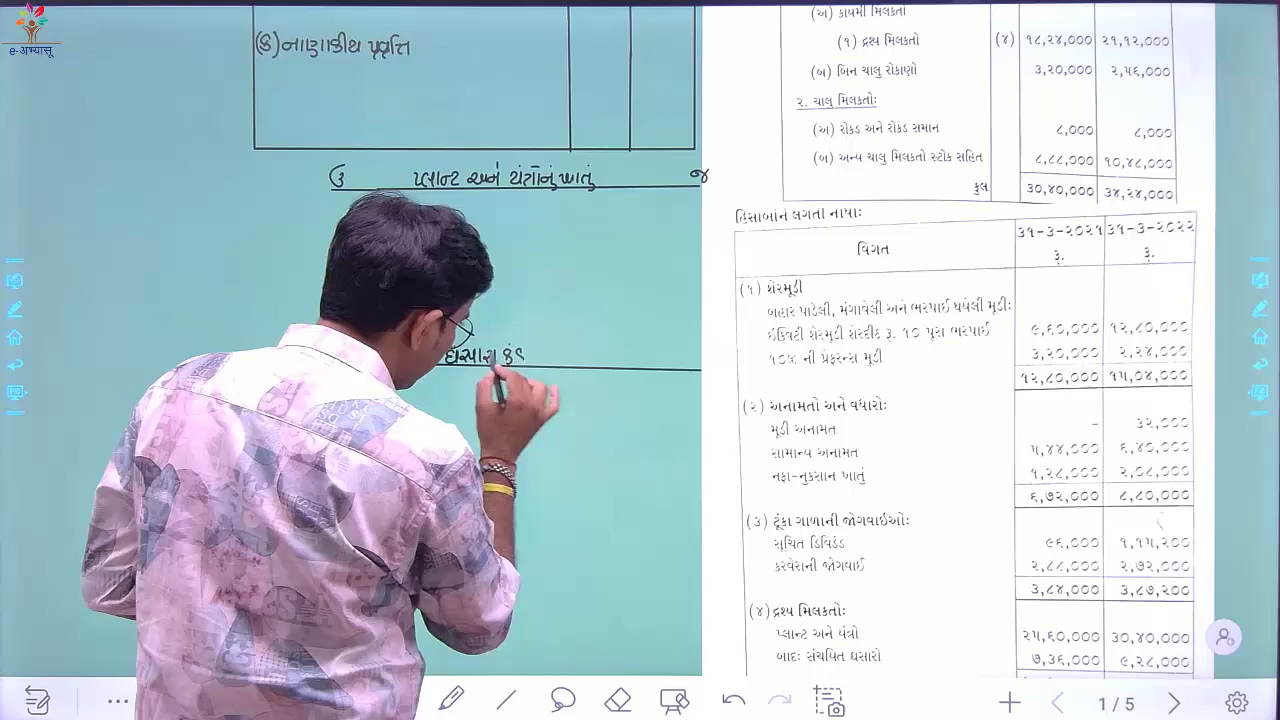 e-અભ્યાસૂ
(ક) નાણાકીય પ્રવૃત્તિ
ઉ પ્લાન્ટ અને યંત્રોનું ખાતું જ
ઘસારા ફંડ
(અ) કાયમી મિલકતો
(૧) દ્રશ્ય મિલકતો (૪) ૧૮,૨૪,૦૦૦ ૨૧,૧૨,૦૦૦
(બ) બિન ચાલુ રોકાણો ૩,૨૦,૦૦૦ ૨,૫૬,૦૦૦
૨. ચાલુ મિલકતો:
(અ) રોકડ અને રોકડ સમાન ૮,૦૦૦ ૮,૦૦૦
(બ) અન્ય ચાલુ મિલકતો સ્ટોક સહિત ૮,૮૮,૦૦૦ ૧૦,૪૮,૦૦૦
કુલ ૩૦,૪૦,૦૦૦ ૩૪,૨૪,૦૦૦
હિસાબોને લગતી નોંધો:
વિગત ૩૧-૩-૨૦૨૧ ૩૧-૩-૨૦૨૨
રૂ. રૂ.
(૧) શેરમૂડી
બહાર પાડેલી, મંગાવેલી અને ભરપાઈ થયેલી મૂડી:
ઈક્વિટી શેરમૂડી શેરદીઠ રૂ. ૧૦ પૂરા ભરપાઈ ૯,૬૦,૦૦૦ ૧૨,૮૦,૦૦૦
૧૦% ની પ્રેફરન્સ મૂડી ૩,૨૦,૦૦૦ ૨,૨૪,૦૦૦
૧૨,૮૦,૦૦૦ ૧૫,૦૪,૦૦૦
(૨) અનામતો અને વધારો:
મૂડી અનામત - ૩૨,૦૦૦
સામાન્ય અનામત ૫,૪૪,૦૦૦ ૬,૪૦,૦૦૦
નફા-નુકસાન ખાતું ૧,૨૮,૦૦૦ ૨,૦૮,૦૦૦
૬,૭૨,૦૦૦ ૮,૮૦,૦૦૦
(૩) ટૂંકા ગાળાની જોગવાઇઓ:
સૂચિત ડિવિડંડ ૯૬,૦૦૦ ૧,૧૫,૨૦૦
કરવેરાની જોગવાઈ ૨,૮૮,૦૦૦ ૨,૭૨,૦૦૦
૩,૮૪,૦૦૦ ૩,૮૭,૨૦૦
(૪) દ્રશ્ય મિલકતો:
પ્લાન્ટ અને યંત્રો ૨૫,૬૦,૦૦૦ ૩૦,૪૦,૦૦૦
બાદ: સંચયિત ઘસારો ૭,૩૬,૦૦૦ ૯,૨૮,૦૦૦
1/5